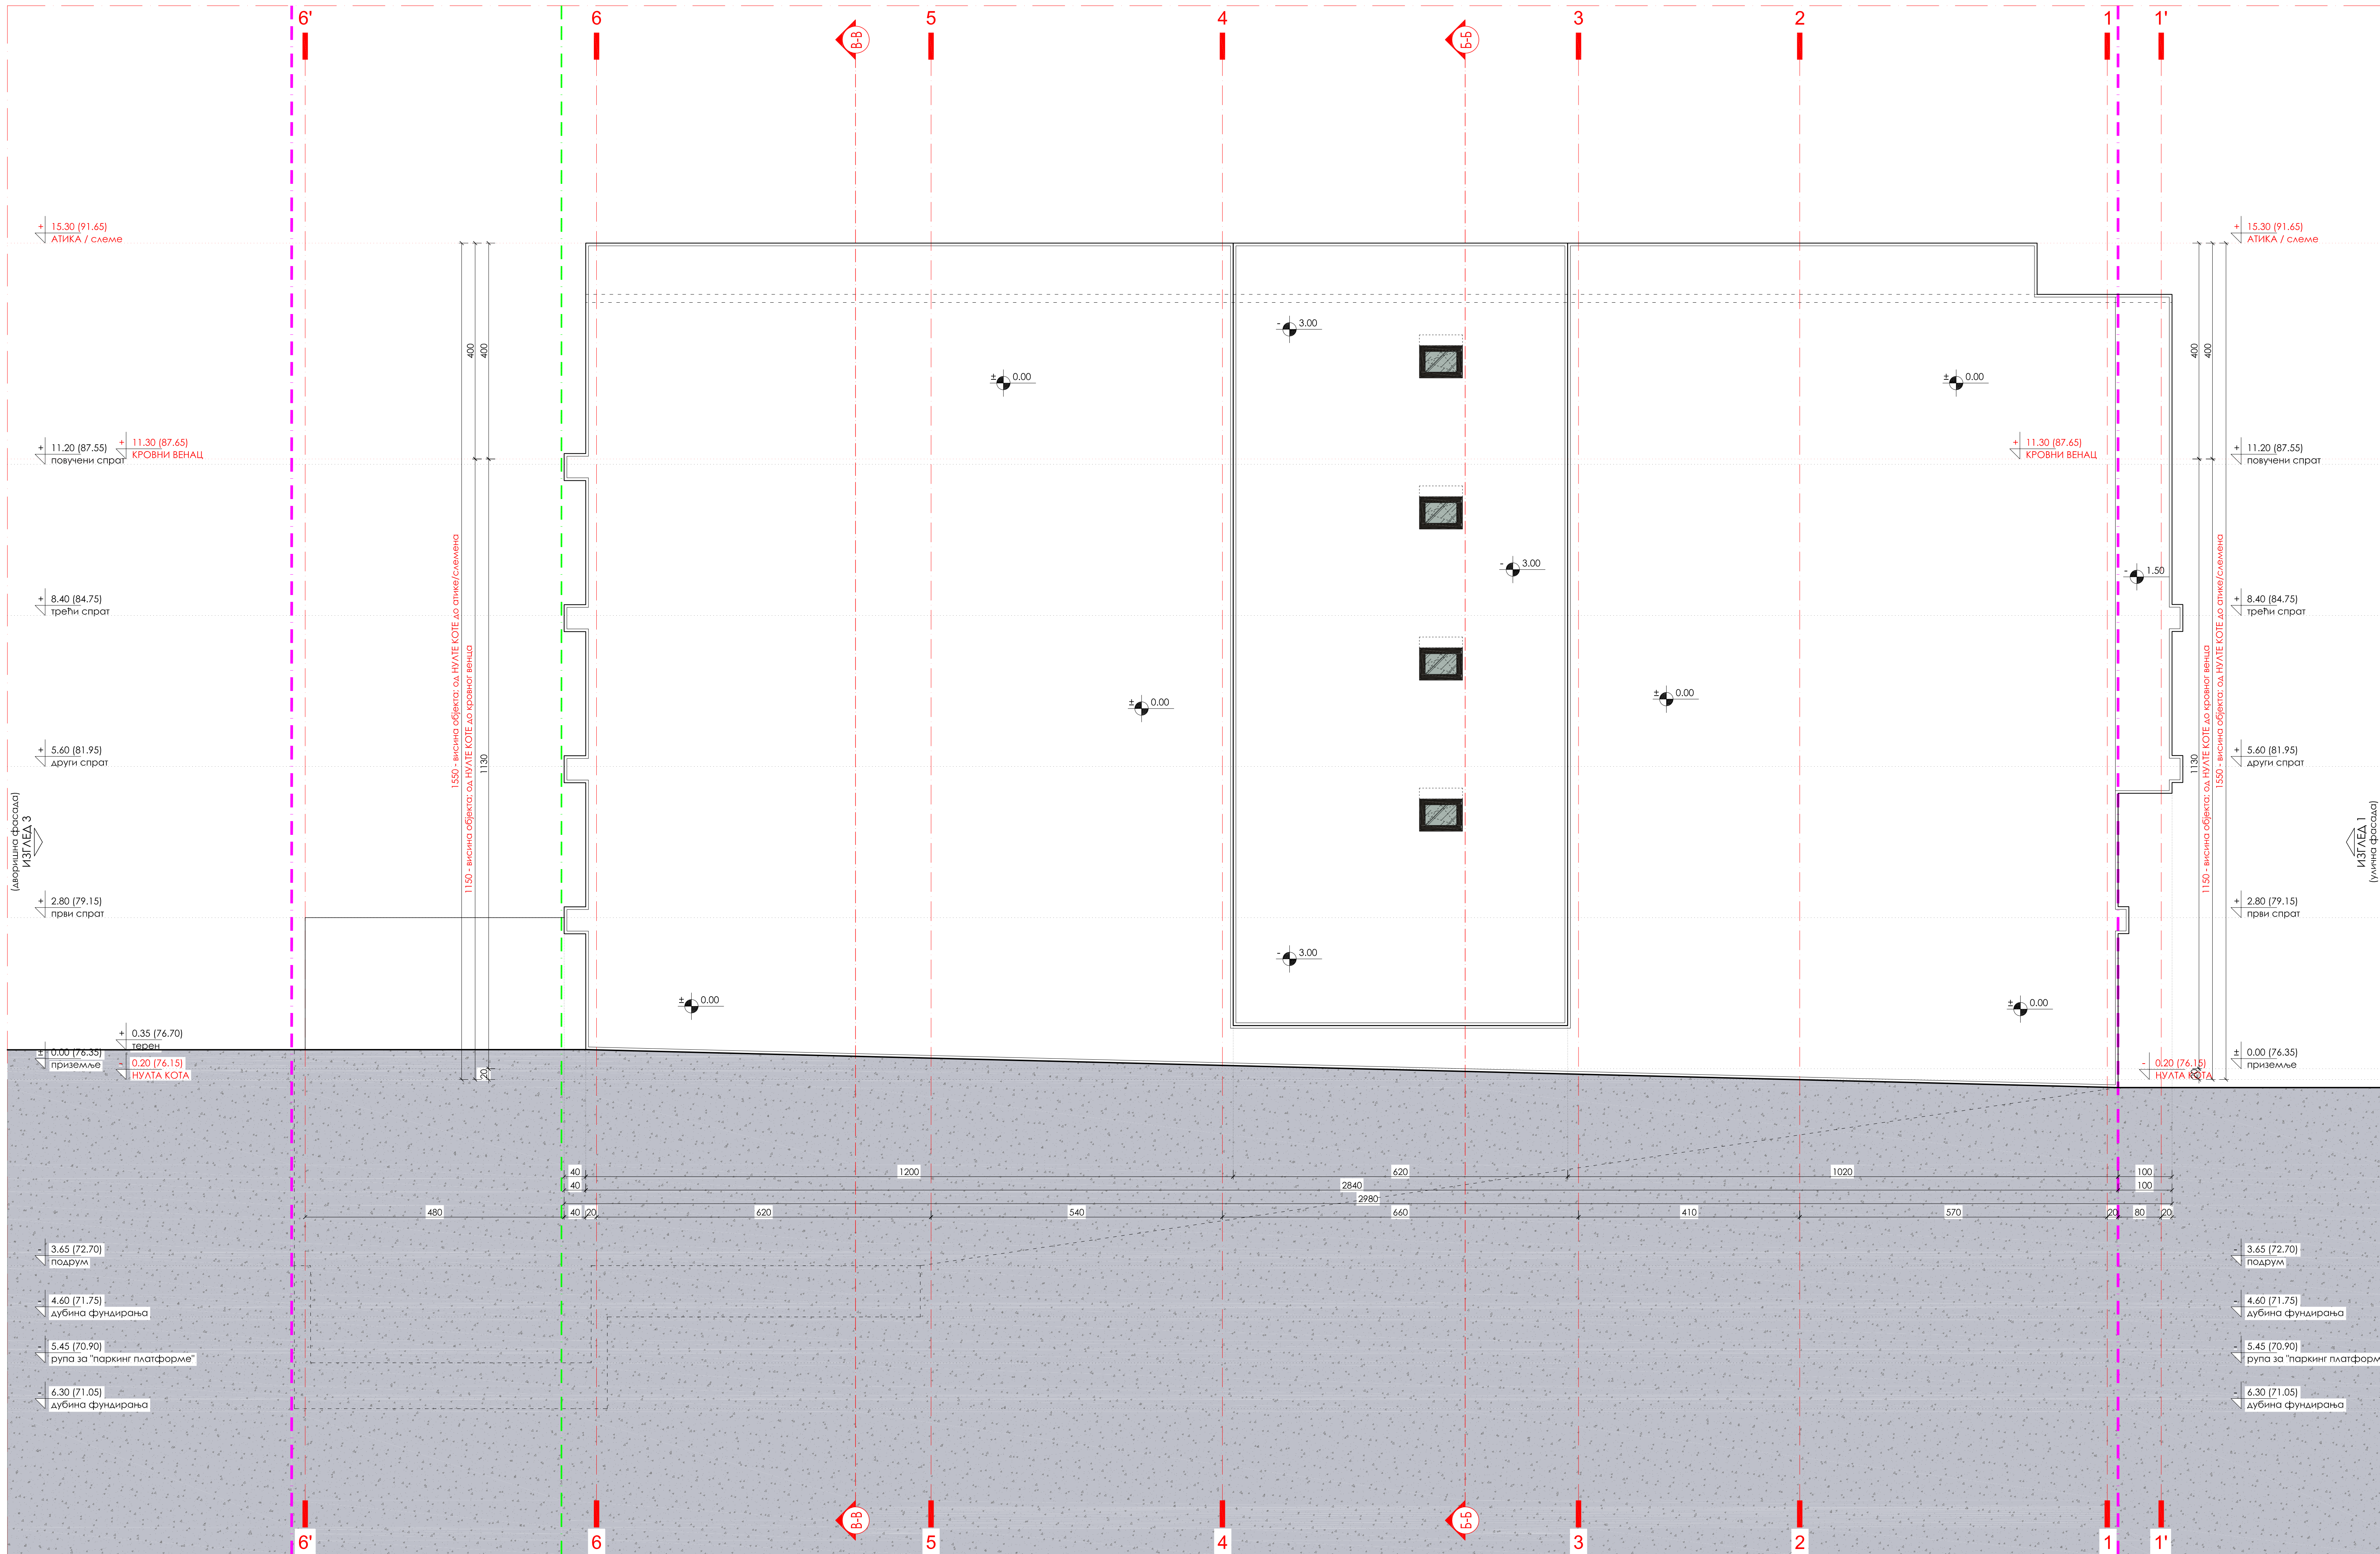 6'
6
В-В
5
4
Б-Б
3
2
1
1'
+ 15.30 (91.65)
АТИКА / слеме
+ 15.30 (91.65)
АТИКА / слеме
- 3.00
± 0.00
± 0.00
400
400
400
400
+ 11.20 (87.55)
повучени спрат
+ 11.30 (87.65)
КРОВНИ ВЕНАЦ
+ 11.30 (87.65)
КРОВНИ ВЕНАЦ
+ 11.20 (87.55)
повучени спрат
- 3.00
- 1.50
+ 8.40 (84.75)
трећи спрат
+ 8.40 (84.75)
трећи спрат
1550 - висина објекта: од НУЛТЕ КОТЕ до атике/слемена
1150 - висина објекта: од НУЛТЕ КОТЕ до кровног венца
1130
1130
1150 - висина објекта: од НУЛТЕ КОТЕ до кровног венца
1550 - висина објекта: од НУЛТЕ КОТЕ до атике/слемена
± 0.00
± 0.00
+ 5.60 (81.95)
други спрат
+ 5.60 (81.95)
други спрат
(дворишна фасада)
ИЗГЛЕД 3
ИЗГЛЕД 1
(улична фасада)
+ 2.80 (79.15)
први спрат
+ 2.80 (79.15)
први спрат
- 3.00
± 0.00
± 0.00
+ 0.35 (76.70)
терен
± 0.00 (76.35)
приземље
- 0.20 (76.15)
НУЛТА КОТА
20
- 0.20 (76.15)
НУЛТА КОТА
20
± 0.00 (76.35)
приземље
40 1200 620 1020 100
40 2840 100
2980
480 40 20 620 540 660 410 570 20 80 20
- 3.65 (72.70)
подрум
- 3.65 (72.70)
подрум
- 4.60 (71.75)
дубина фундирања
- 4.60 (71.75)
дубина фундирања
- 5.45 (70.90)
рупа за "паркинг платформе"
- 5.45 (70.90)
рупа за "паркинг платформ
- 6.30 (71.05)
дубина фундирања
- 6.30 (71.05)
дубина фундирања
6'
6
В-В
5
4
Б-Б
3
2
1
1'